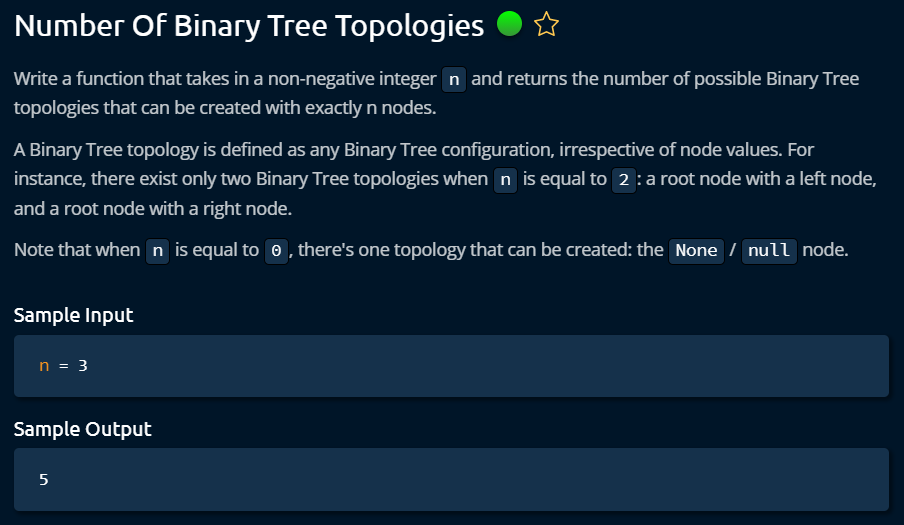 Number Of Binary Tree Topologies
Write a function that takes in a non-negative integer n and returns the number of possible Binary Tree
topologies that can be created with exactly n nodes.
A Binary Tree topology is defined as any Binary Tree configuration, irrespective of node values. For
instance, there exist only two Binary Tree topologies when n is equal to 2: a root node with a left node,
and a root node with a right node.
Note that when n is equal to 0, there's one topology that can be created: the None / null node.
Sample Input
n = 3
Sample Output
5